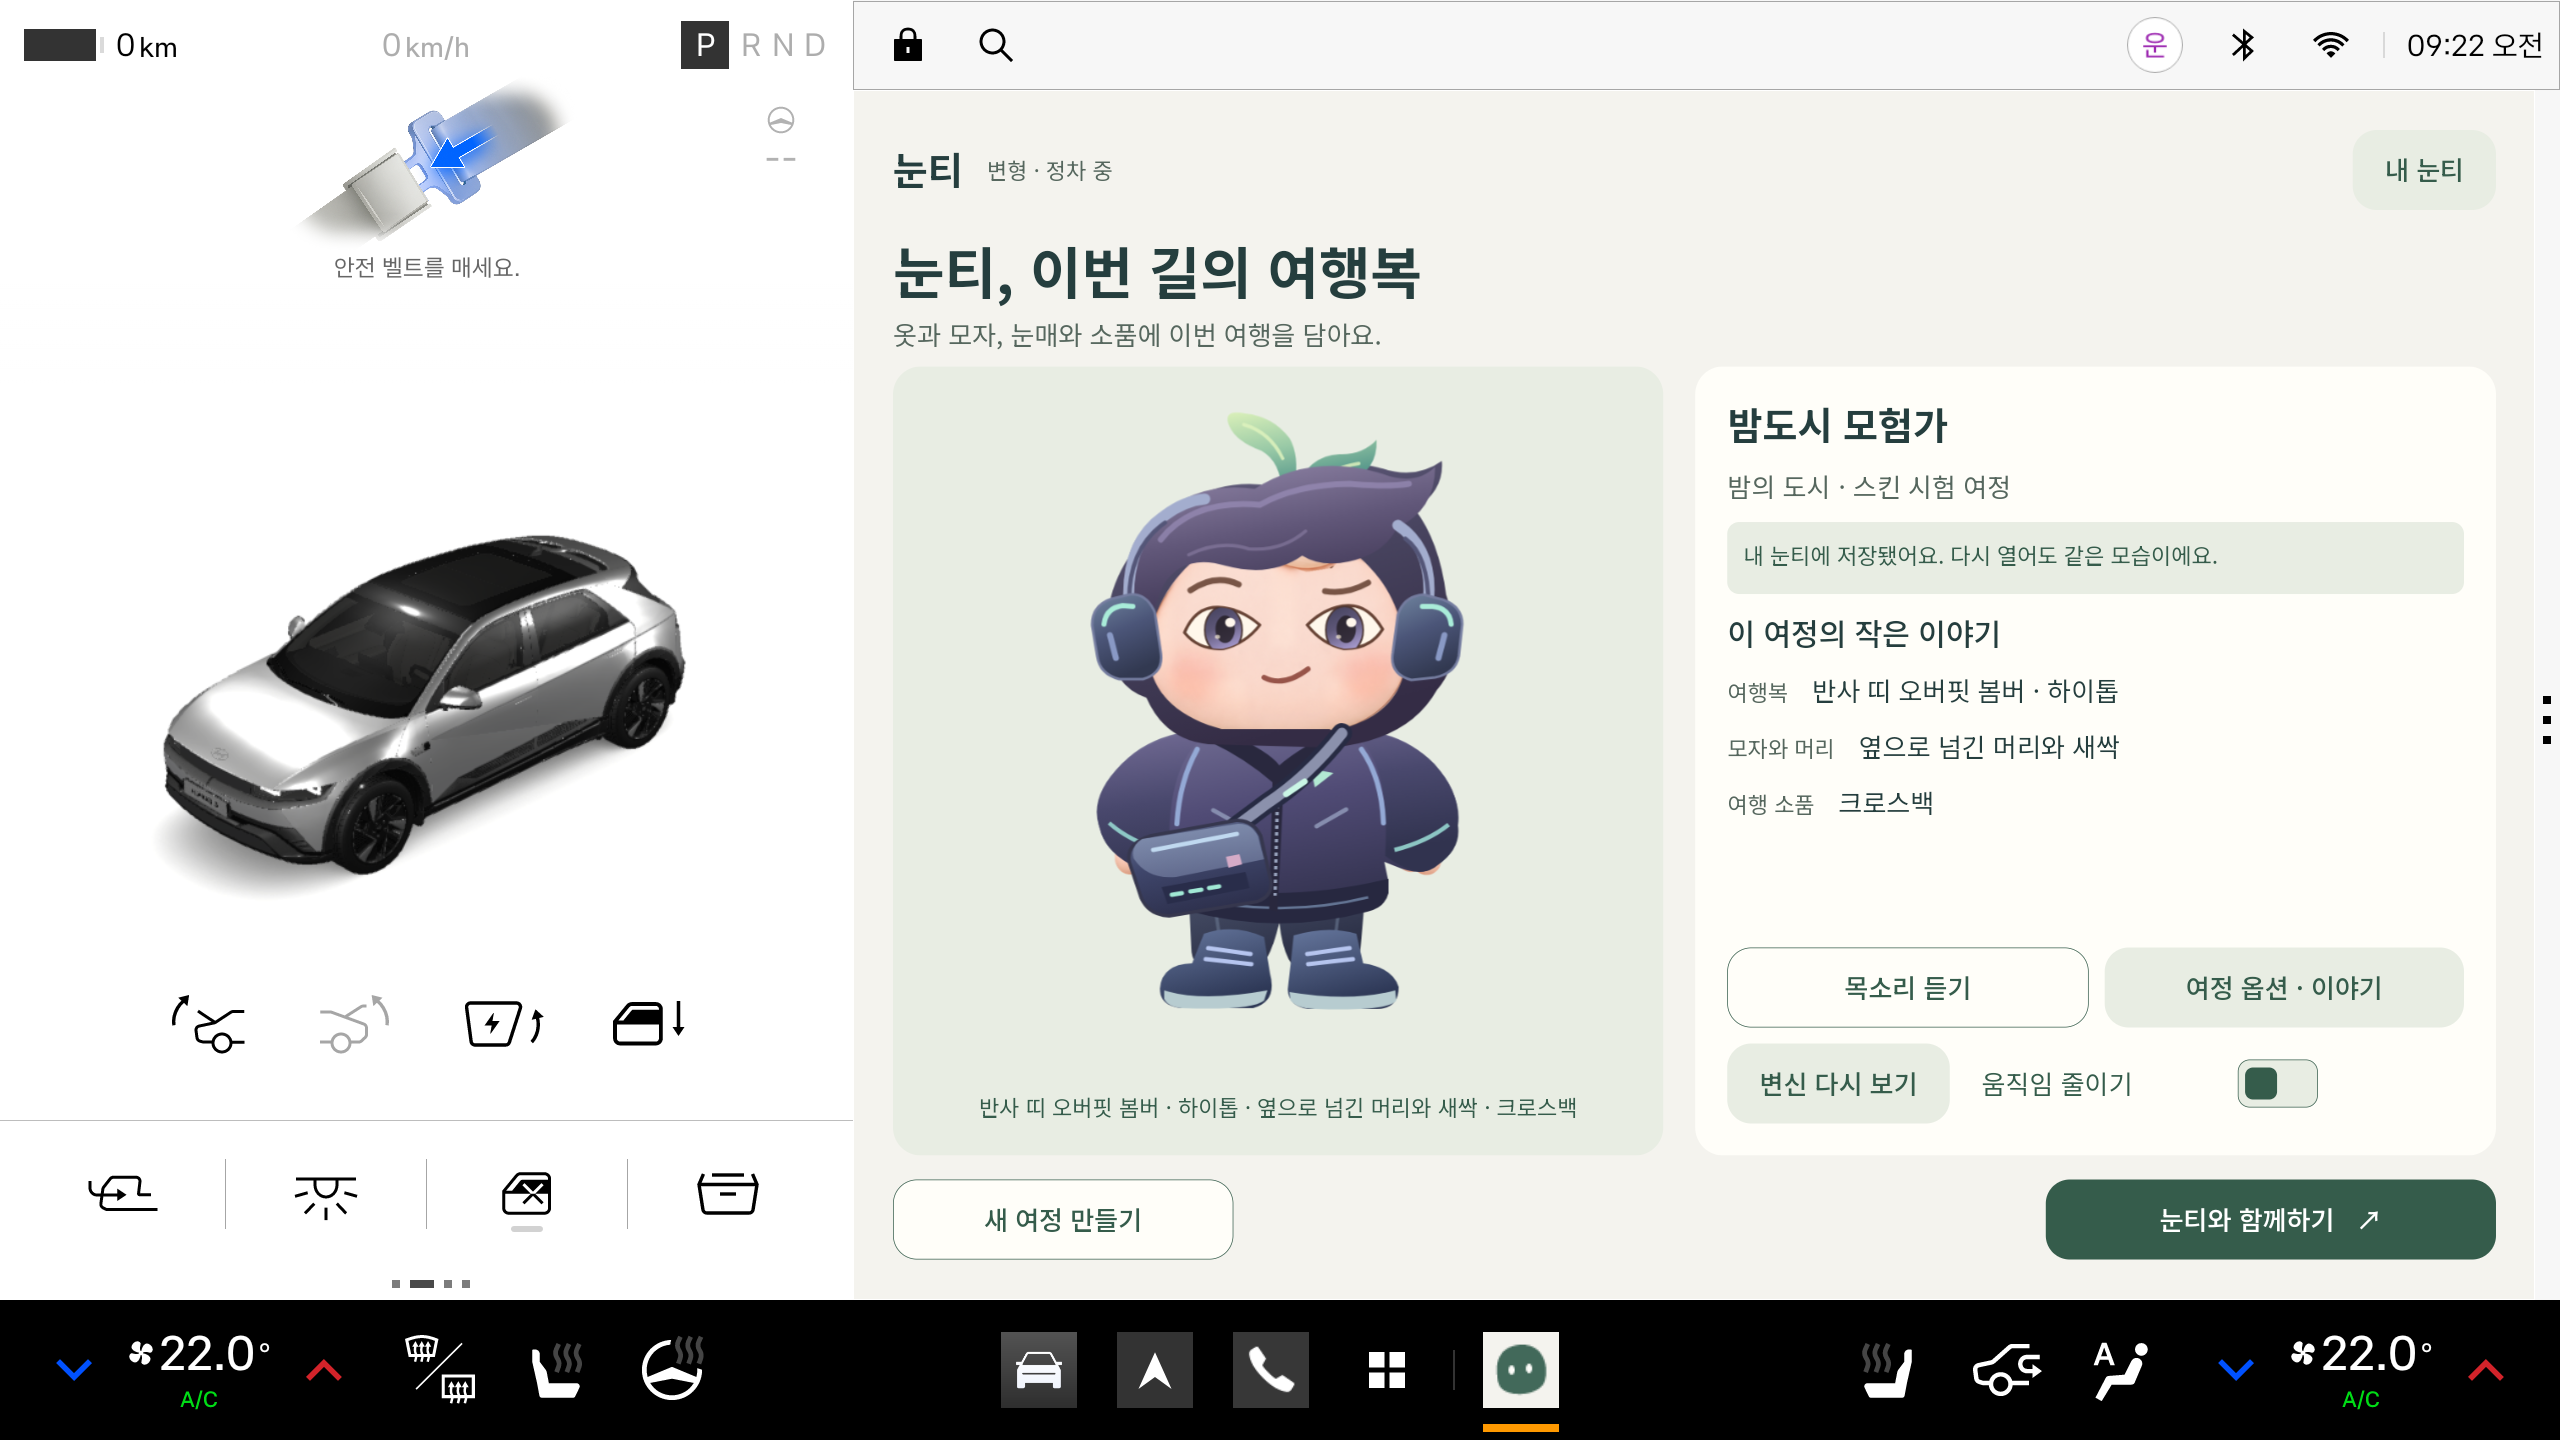 0 km
0 km/h
P R N D
운
09:22 오전
안전 벨트를 매세요.
눈티
변형 · 정차 중
내 눈티
눈티, 이번 길의 여행복
옷과 모자, 눈매와 소품에 이번 여행을 담아요.
반사 띠 오버핏 봄버 · 하이톱 · 옆으로 넘긴 머리와 새싹 · 크로스백
밤도시 모험가
밤의 도시 · 스킨 시험 여정
내 눈티에 저장됐어요. 다시 열어도 같은 모습이에요.
이 여정의 작은 이야기
여행복 반사 띠 오버핏 봄버 · 하이톱
모자와 머리 옆으로 넘긴 머리와 새싹
여행 소품 크로스백
목소리 듣기
여정 옵션 · 이야기
변신 다시 보기
움직임 줄이기
새 여정 만들기
눈티와 함께하기 ↗
22.0°
A/C
A
22.0°
A/C